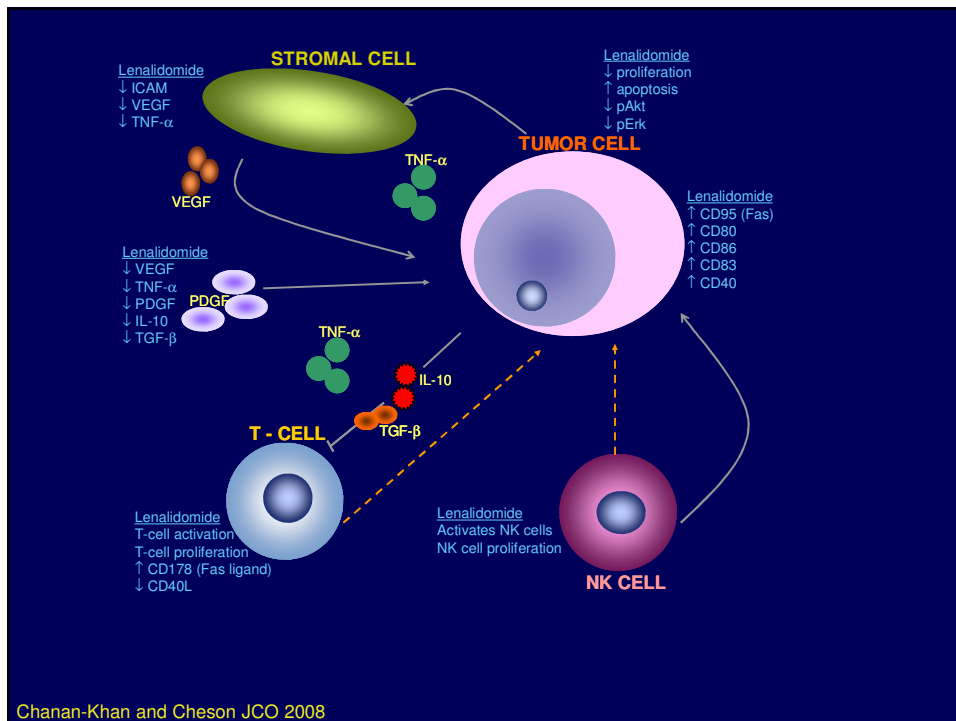 STROMAL CELL
Lenalidomide
↓ ICAM
↓ VEGF
↓ TNF-α
Lenalidomide
↓ proliferation
↑ apoptosis
↓ pAkt
↓ pErk
TUMOR CELL
TNF-α
VEGF
Lenalidomide
↑ CD95 (Fas)
↑ CD80
↑ CD86
↑ CD83
↑ CD40
Lenalidomide
↓ VEGF
↓ TNF-α
↓ PDGF
↓ IL-10
↓ TGF-β
PDGF
TNF-α
IL-10
TGF-β
T - CELL
Lenalidomide
T-cell activation
T-cell proliferation
↑ CD178 (Fas ligand)
↓ CD40L
Lenalidomide
Activates NK cells
NK cell proliferation
NK CELL
Chanan-Khan and Cheson JCO 2008